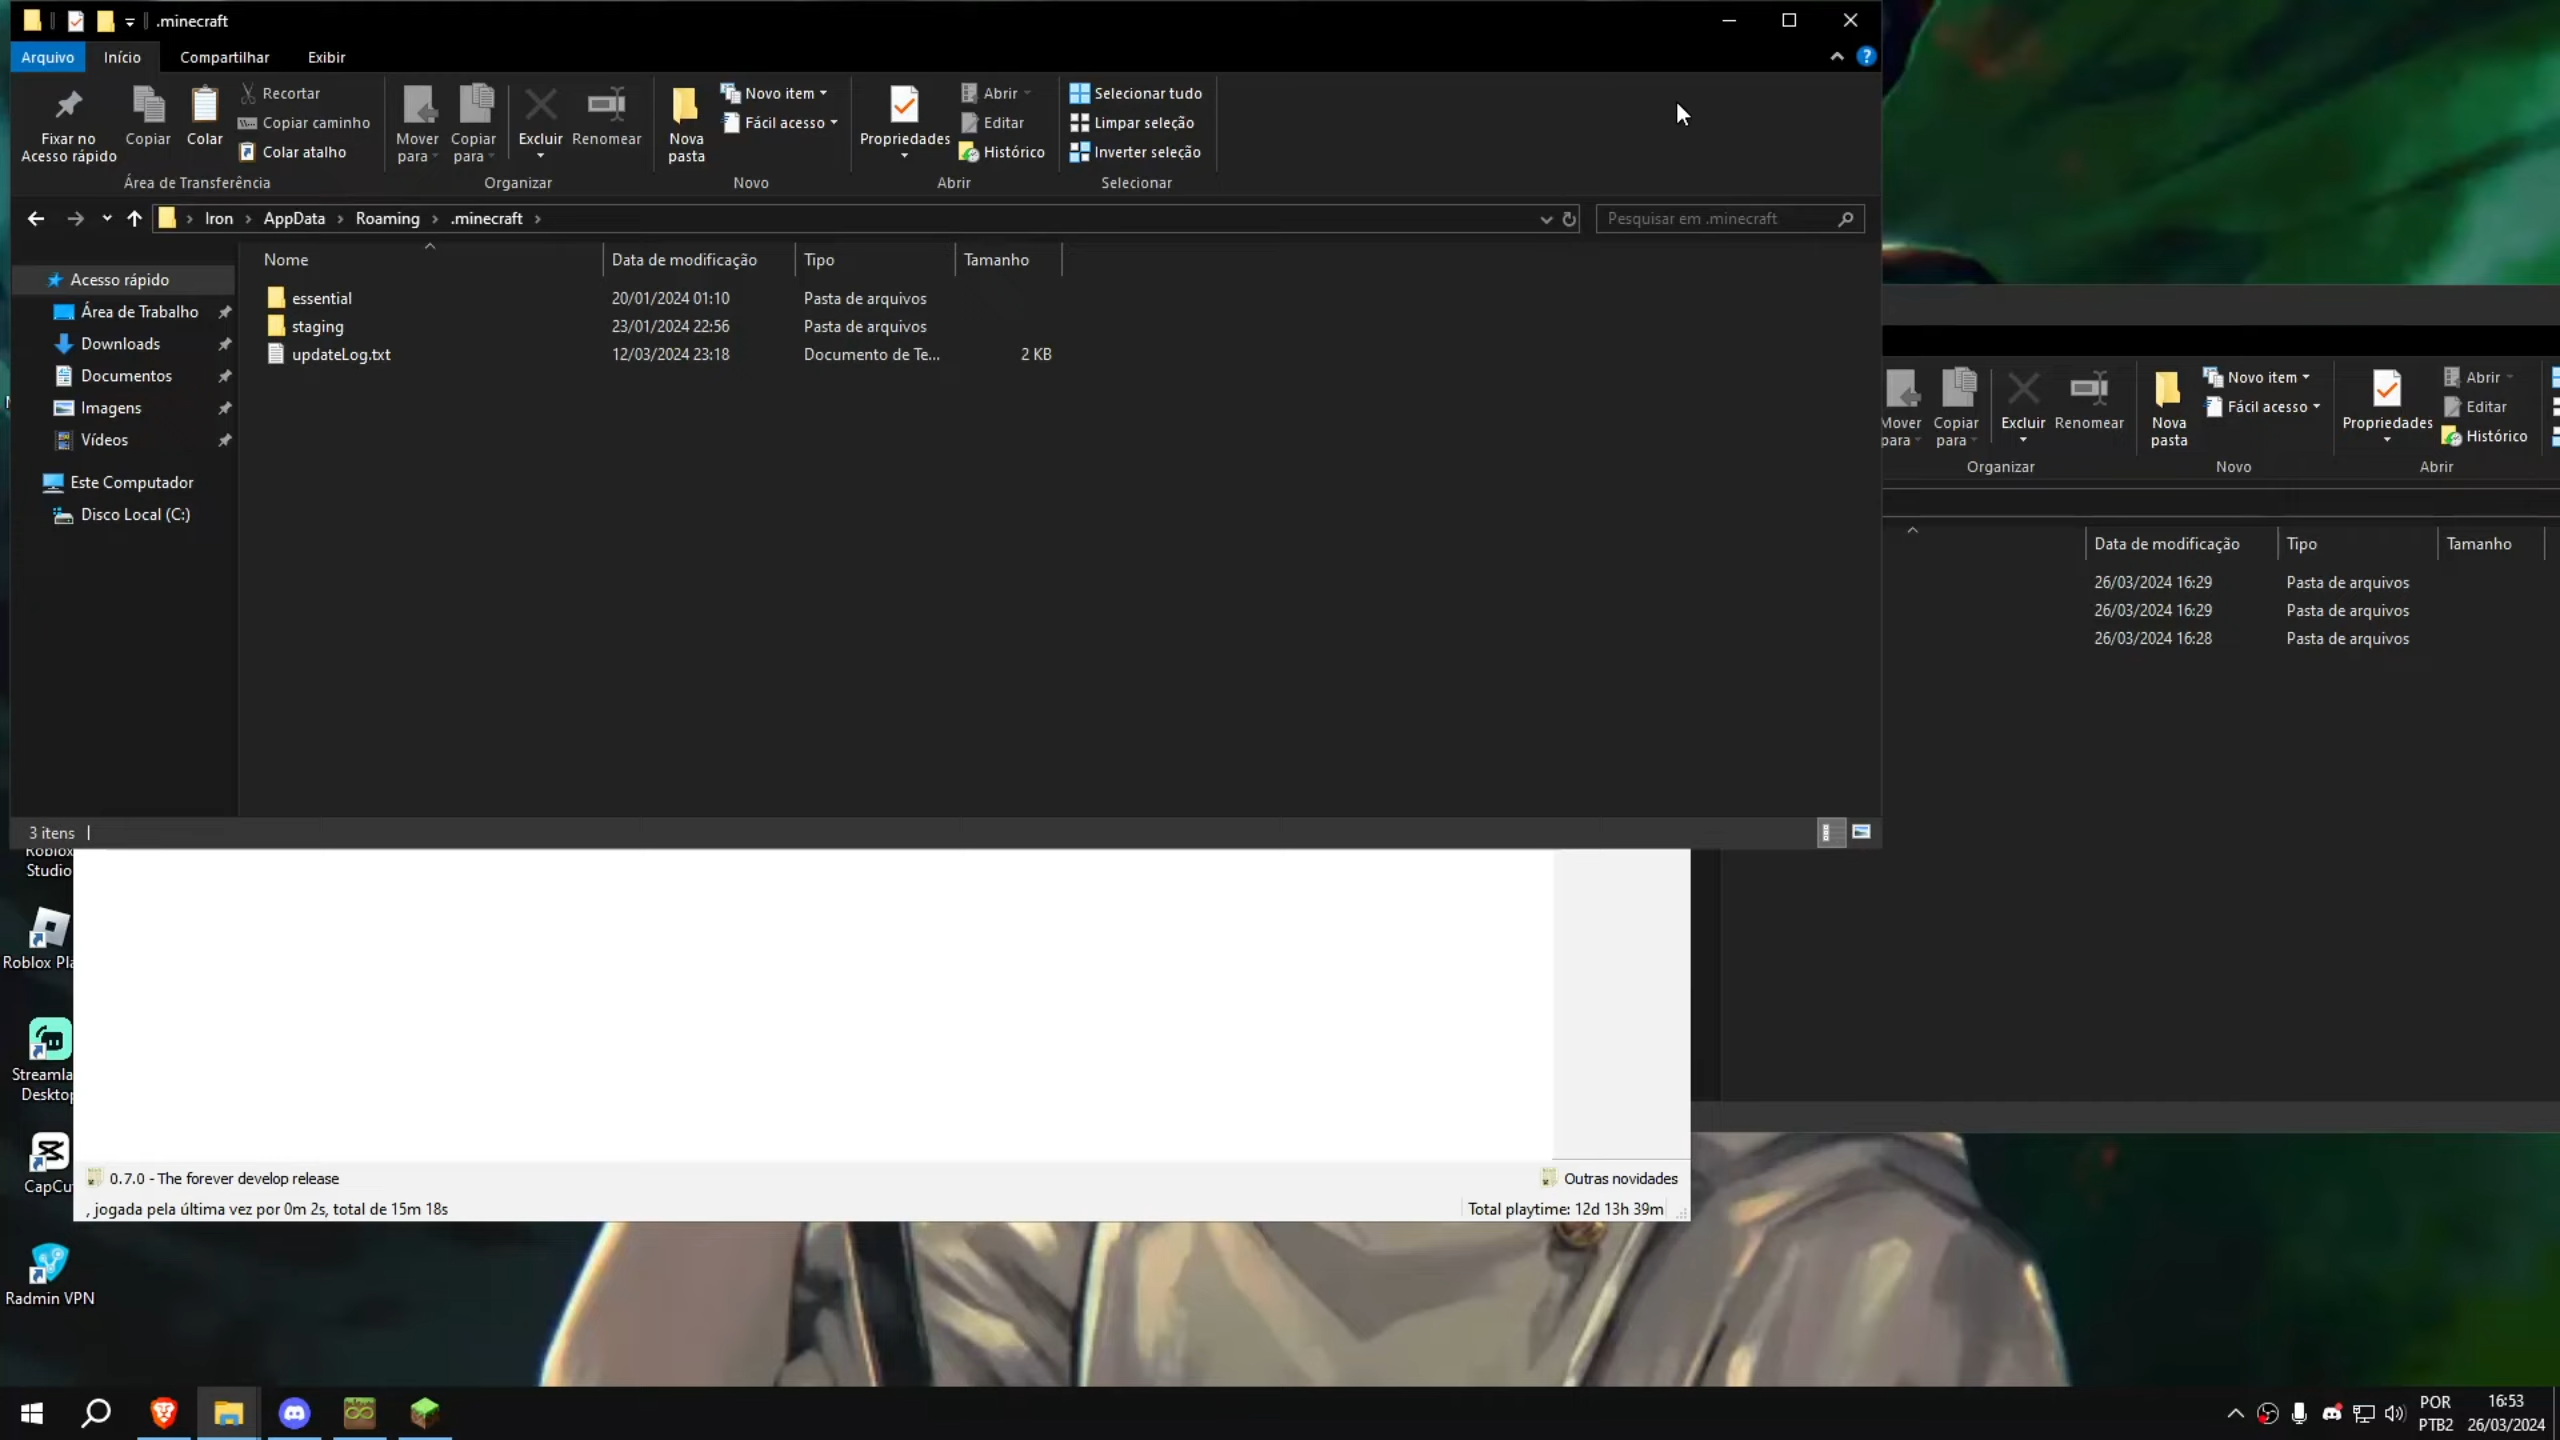 .minecraft
Arquivo Início Compartilhar Exibir
Fixar no Acesso rápido
Copiar
Colar
Recortar
Copiar caminho
Colar atalho
Área de Transferência
Mover para
Copiar para
Excluir
Renomear
Organizar
Nova pasta
Novo item
Fácil acesso
Novo
Propriedades
Abrir
Editar
Histórico
Abrir
Selecionar tudo
Limpar seleção
Inverter seleção
Selecionar
Iron > AppData > Roaming > .minecraft >
Pesquisar em .minecraft
Nome Data de modificação Tipo Tamanho
essential 20/01/2024 01:10 Pasta de arquivos
staging 23/01/2024 22:56 Pasta de arquivos
updateLog.txt 12/03/2024 23:18 Documento de Te... 2 KB
Acesso rápido
Área de Trabalho
Downloads
Documentos
Imagens
Vídeos
Este Computador
Disco Local (C:)
3 itens
Mover para
Copiar para
Excluir
Renomear
Organizar
Nova pasta
Novo item
Fácil acesso
Novo
Propriedades
Abrir
Editar
Histórico
Abrir
Data de modificação Tipo Tamanho
26/03/2024 16:29 Pasta de arquivos
26/03/2024 16:29 Pasta de arquivos
26/03/2024 16:28 Pasta de arquivos
Roblox
Studio
Roblox Pla
Streamla
Desktop
CapCu
Radmin VPN
0.7.0 - The forever develop release
Outras novidades
, jogada pela última vez por 0m 2s, total de 15m 18s
Total playtime: 12d 13h 39m
POR
PTB2
16:53
26/03/2024